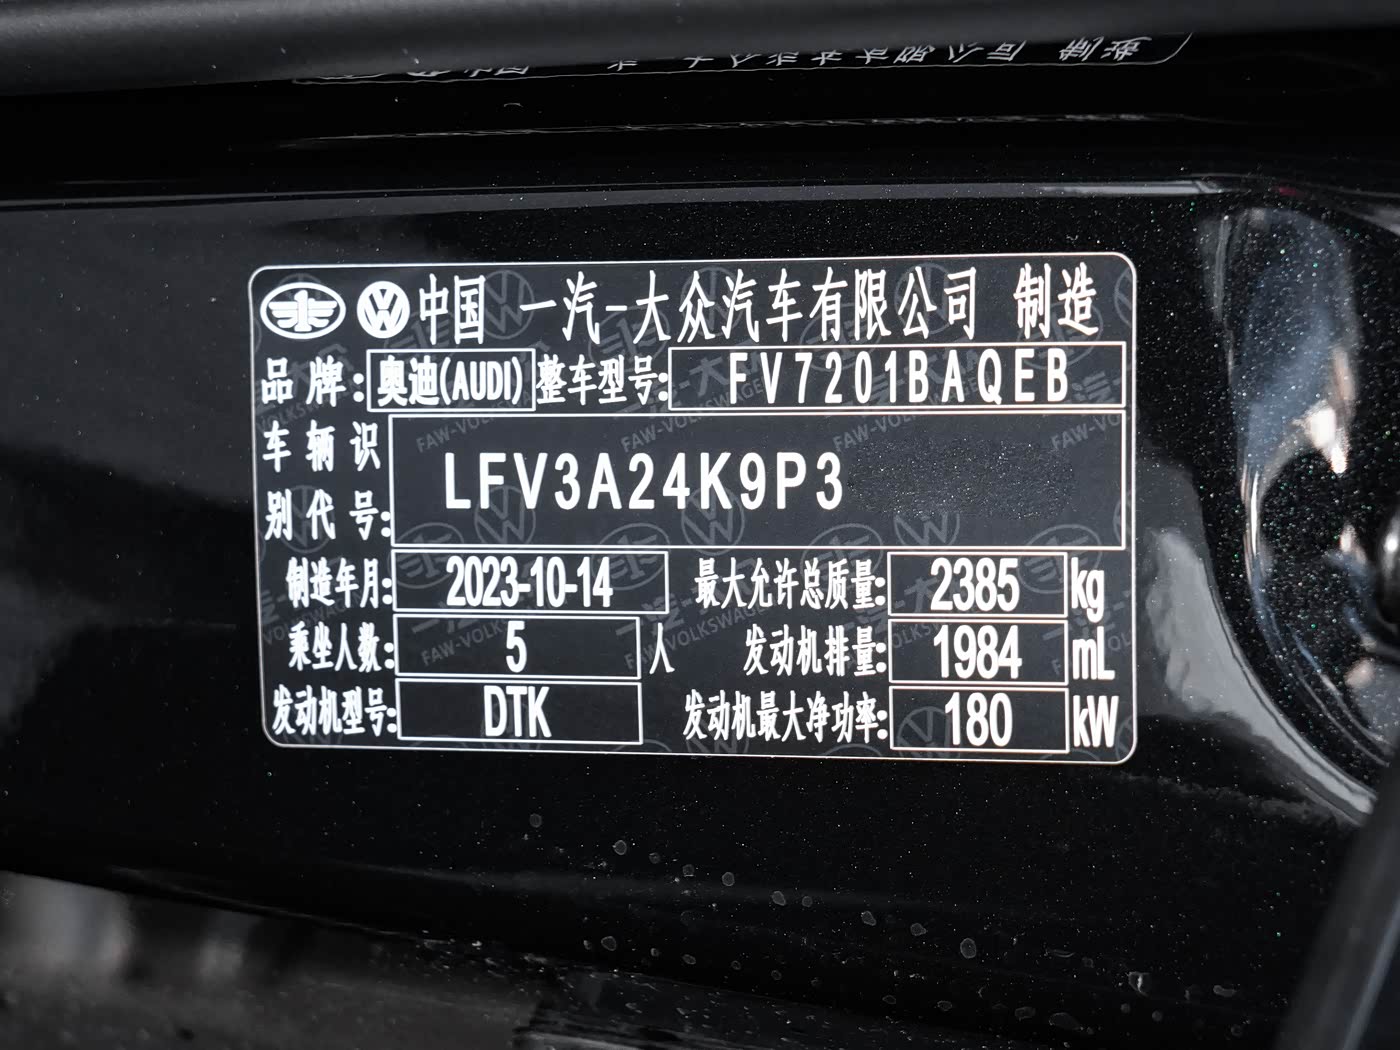 中国 一汽-大众汽车有限公司 制造
品牌: 奥迪(AUDI) 整车型号: FV7201BAQEB
车辆识别代号: LFV3A24K9P3
制造年月: 2023-10-14 最大允许总质量: 2385 kg
乘坐人数: 5 人 发动机排量: 1984 mL
发动机型号: DTK 发动机最大净功率: 180 kW